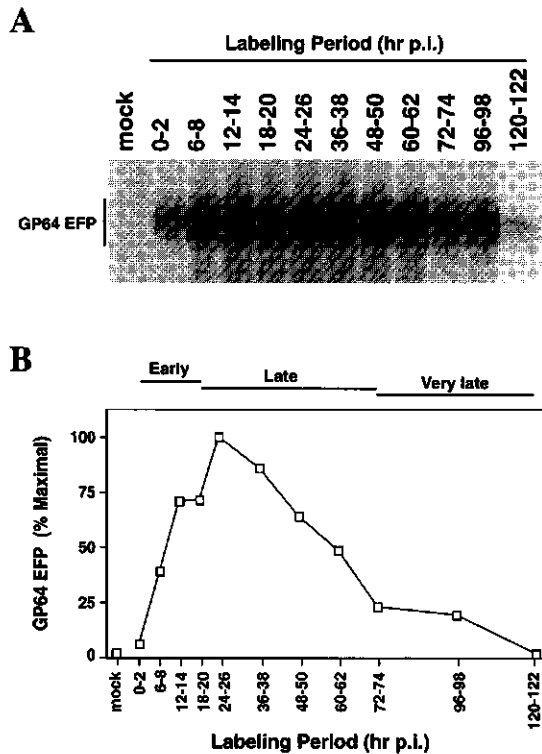 A
Labeling Period (hr p.i.)
mock 0-2 6-8 12-14 18-20 24-26 36-38 48-50 60-62 72-74 96-98 120-122
GP64 EFP
B
Early Late Very late
GP64 EFP (% Maximal)
100
75
50
25
0
mock 0-2 6-8 12-14 18-20 24-26 36-38 48-50 60-62 72-74 96-98 120-122
Labeling Period (hr p.i.)